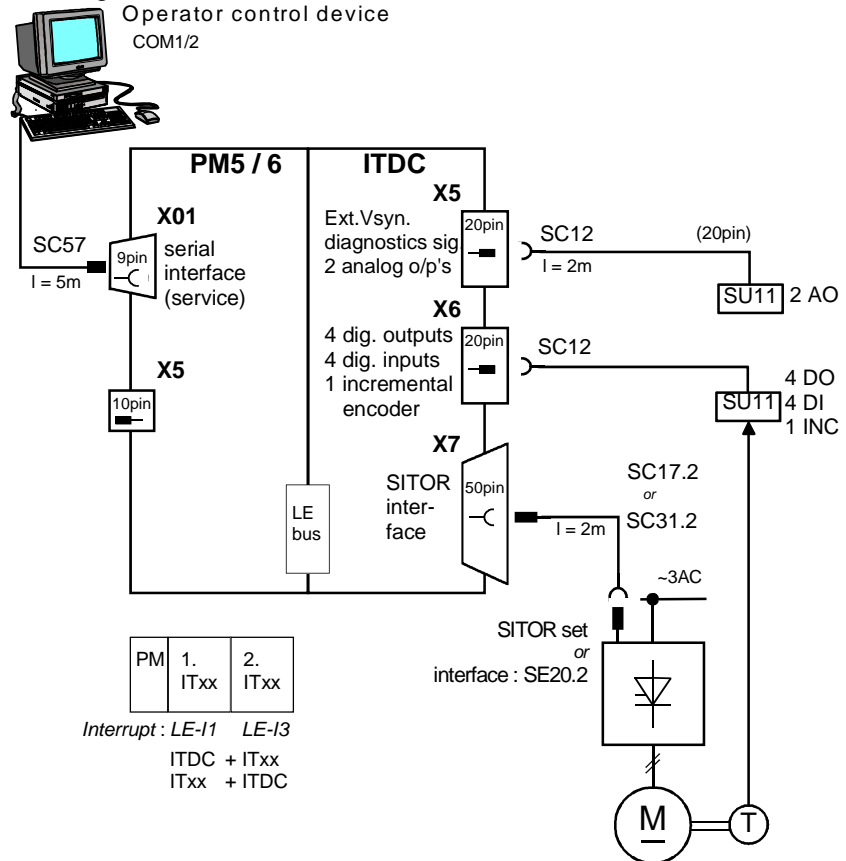 Operator control device
COM1/2
PM5 / 6
ITDC
X01
SC57
9pin
serial
interface
(service)
l = 5m
X5
10pin
LE
bus
X5
Ext.Vsyn.
diagnostics sig.
2 analog o/p's
20pin
SC12
(20pin)
l = 2m
SU11
2 AO
X6
4 dig. outputs
4 dig. inputs
1 incremental
encoder
20pin
SC12
SU11
4 DO
4 DI
1 INC
X7
SITOR
inter-
face
50pin
SC17.2
or
SC31.2
l = 2m
~3AC
SITOR set
or
interface : SE20.2
M
T
PM
1.
ITxx
2.
ITxx
Interrupt : LE-I1 LE-I3
ITDC + ITxx
ITxx + ITDC